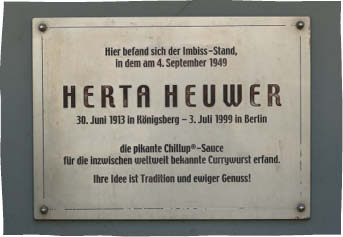 Hier befand sich der Imbiss-Stand,
in dem am 4. September 1949
HERTA HEUWER
30. Juni 1913 in Königsberg – 3. Juli 1999 in Berlin
die pikante Chillup®-Sauce
für die inzwischen weltweit bekannte Currywurst erfand.
Ihre Idee ist Tradition und ewiger Genuss!